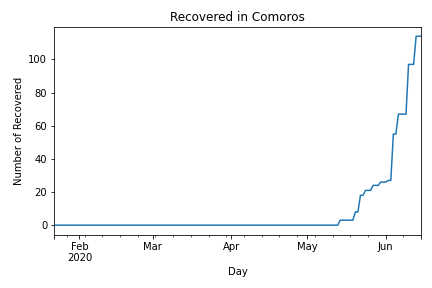 Recovered in Comoros
Number of Recovered
100
80
60
40
20
0
Feb
2020
Mar
Apr
May
Jun
Day